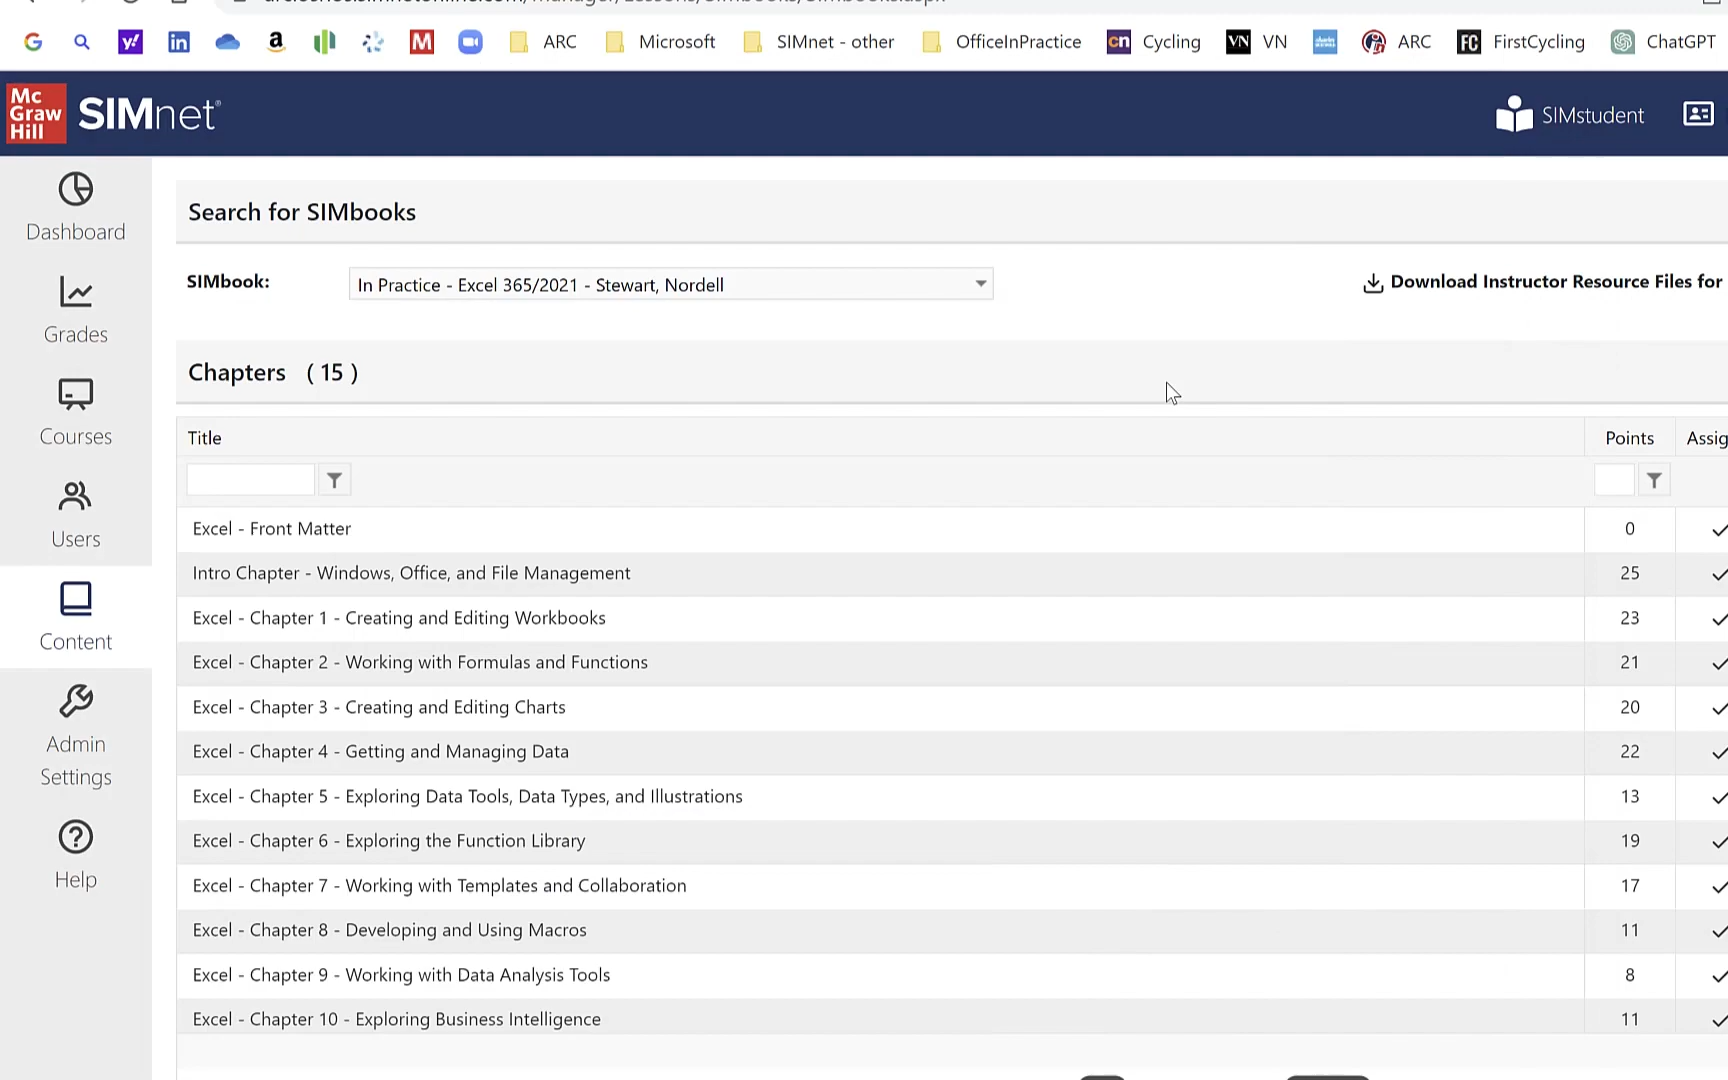 ARC
Microsoft
SIMnet - other
OfficeInPractice
cn Cycling
VN VN
ARC
FC FirstCycling
ChatGPT
Mc
Graw
Hill
SIMnet
SIMstudent
Dashboard
Grades
Courses
Users
Content
Admin
Settings
Help
Search for SIMbooks
SIMbook:
In Practice - Excel 365/2021 - Stewart, Nordell
Download Instructor Resource Files for
Chapters ( 15 )
Title Points Assig
Excel - Front Matter 0
Intro Chapter - Windows, Office, and File Management 25
Excel - Chapter 1 - Creating and Editing Workbooks 23
Excel - Chapter 2 - Working with Formulas and Functions 21
Excel - Chapter 3 - Creating and Editing Charts 20
Excel - Chapter 4 - Getting and Managing Data 22
Excel - Chapter 5 - Exploring Data Tools, Data Types, and Illustrations 13
Excel - Chapter 6 - Exploring the Function Library 19
Excel - Chapter 7 - Working with Templates and Collaboration 17
Excel - Chapter 8 - Developing and Using Macros 11
Excel - Chapter 9 - Working with Data Analysis Tools 8
Excel - Chapter 10 - Exploring Business Intelligence 11